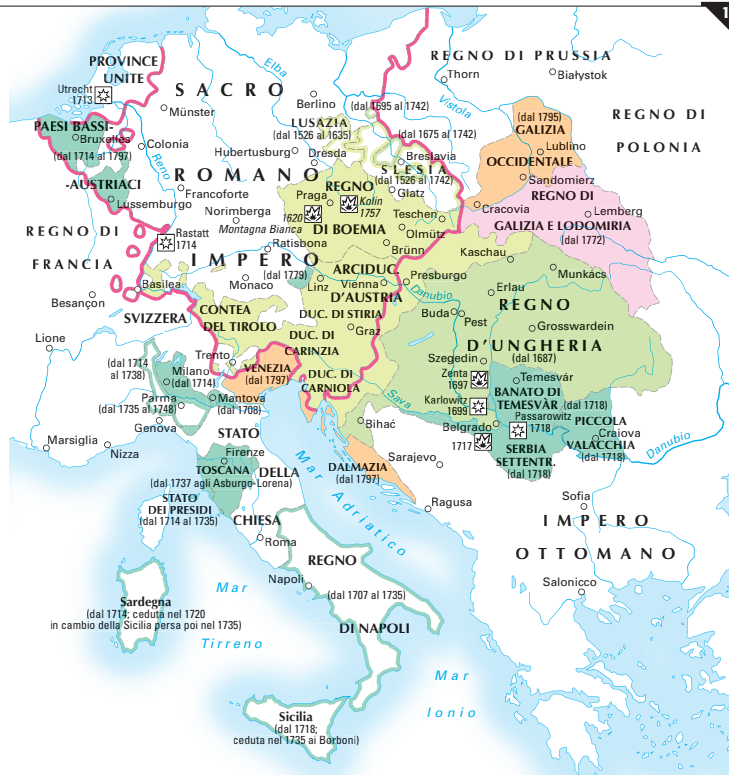 1
PROVINCE
UNITE
Utrecht
1713
SACRO
Elba
Berlino
Münster
REGNO DI PRUSSIA
Thorn
Białystok
Vistola
(dal 1695 al 1742)
(dal 1675 al 1742)
LUSAZIA
(dal 1526 al 1635)
(dal 1795)
GALIZIA
OCCIDENTALE
Lublino
Sandomierz
REGNO DI
POLONIA
PAESI BASSI-
Bruxelles
(dal 1714 al 1797)
-AUSTRIACI
Lussemburgo
Colonia
Reno
Hubertusburg
Dresda
Breslavia
SLESIA
(dal 1526 al 1742)
Glatz
ROMANO
Francoforte
Norimberga
REGNO
Praga
Kolin
1757
1620
Montagna Bianca
DI BOEMIA
Teschen
Olmütz
Brünn
Cracovia
REGNO DI
GALIZIA E LODOMIRIA
(dal 1772)
Lemberg
REGNO DI
FRANCIA
Rastatt
1714
Ratisbona
IMPERO
(dal 1779)
Monaco
Linz
ARCIDUC.
Vienna
D'AUSTRIA
Presburgo
Danubio
Kaschau
Munkács
Erlau
Basilea
Besançon
SVIZZERA
CONTEA
DEL TIROLO
DUC. DI STIRIA
Graz
DUC. DI
CARINZIA
Buda
Pest
REGNO
D'UNGHERIA
(dal 1687)
Grosswardein
Lione
Trento
VENEZIA
(dal 1797)
DUC. DI
CARNIOLA
Szegedin
Zenta
1697
Temesvár
(dal 1714
al 1738)
Milano
(dal 1714)
Parma
(dal 1735 al 1748)
Mantova
(dal 1708)
Genova
Sava
Karlowitz
1699
BANATO DI
TEMESVÀR (dal 1718)
Passarowitz
1718
Belgrado
1717
Bihać
PICCOLA
VALACCHIA
Craiova
(dal 1718)
SERBIA
SETTENTR.
(dal 1718)
Danubio
Marsiglia
Nizza
STATO
Firenze
TOSCANA
DELLA
(dal 1737 agli Asburgo-Lorena)
STATO
DEI PRESIDI
(dal 1714 al 1735)
CHIESA
Roma
Mar Adriatico
DALMAZIA
(dal 1797)
Sarajevo
Ragusa
Sofia
IMPERO
OTTOMANO
Salonicco
REGNO
Napoli
(dal 1707 al 1735)
DI NAPOLI
Mar
Tirreno
Sardegna
(dal 1714; ceduta nel 1720
in cambio della Sicilia persa poi nel 1735)
Mar
Ionio
Sicilia
(dal 1718;
ceduta nel 1735 ai Borboni)